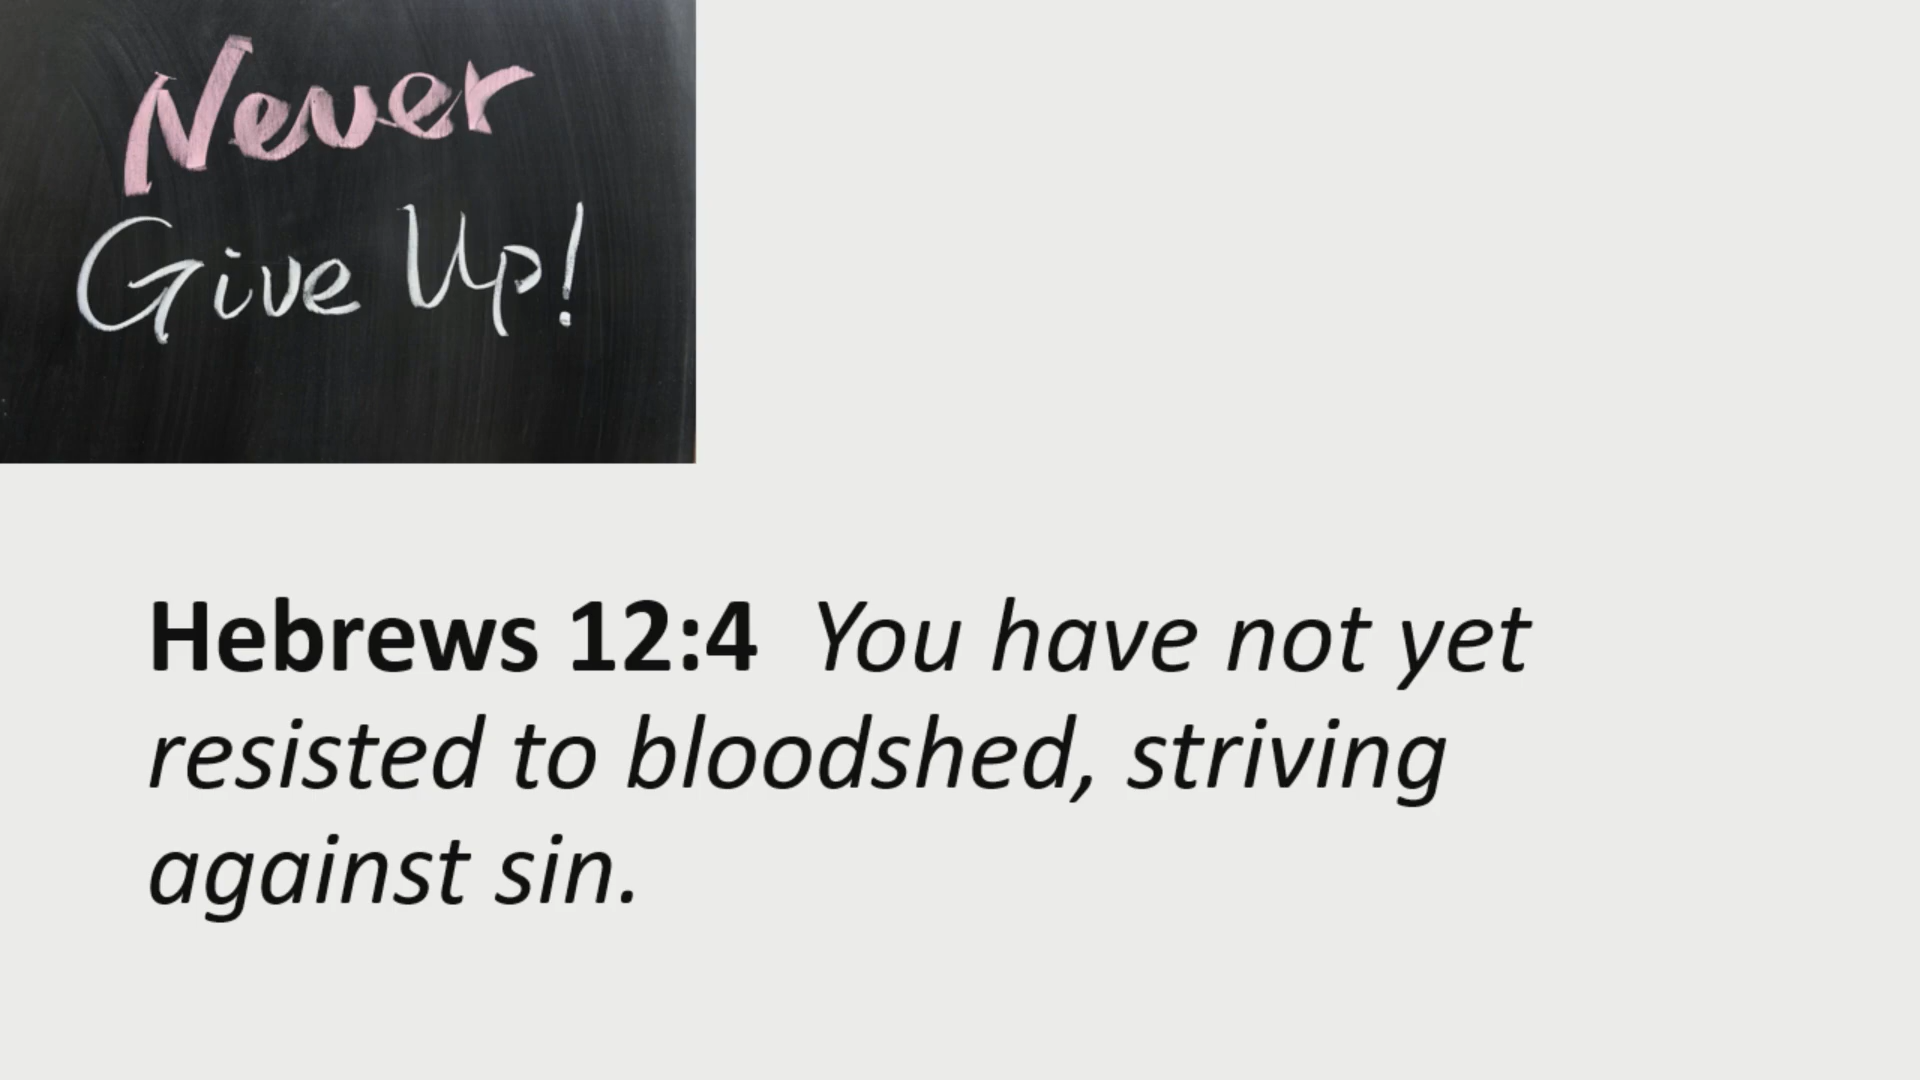 Never
Give Up!
Hebrews 12:4 You have not yet
resisted to bloodshed, striving
against sin.